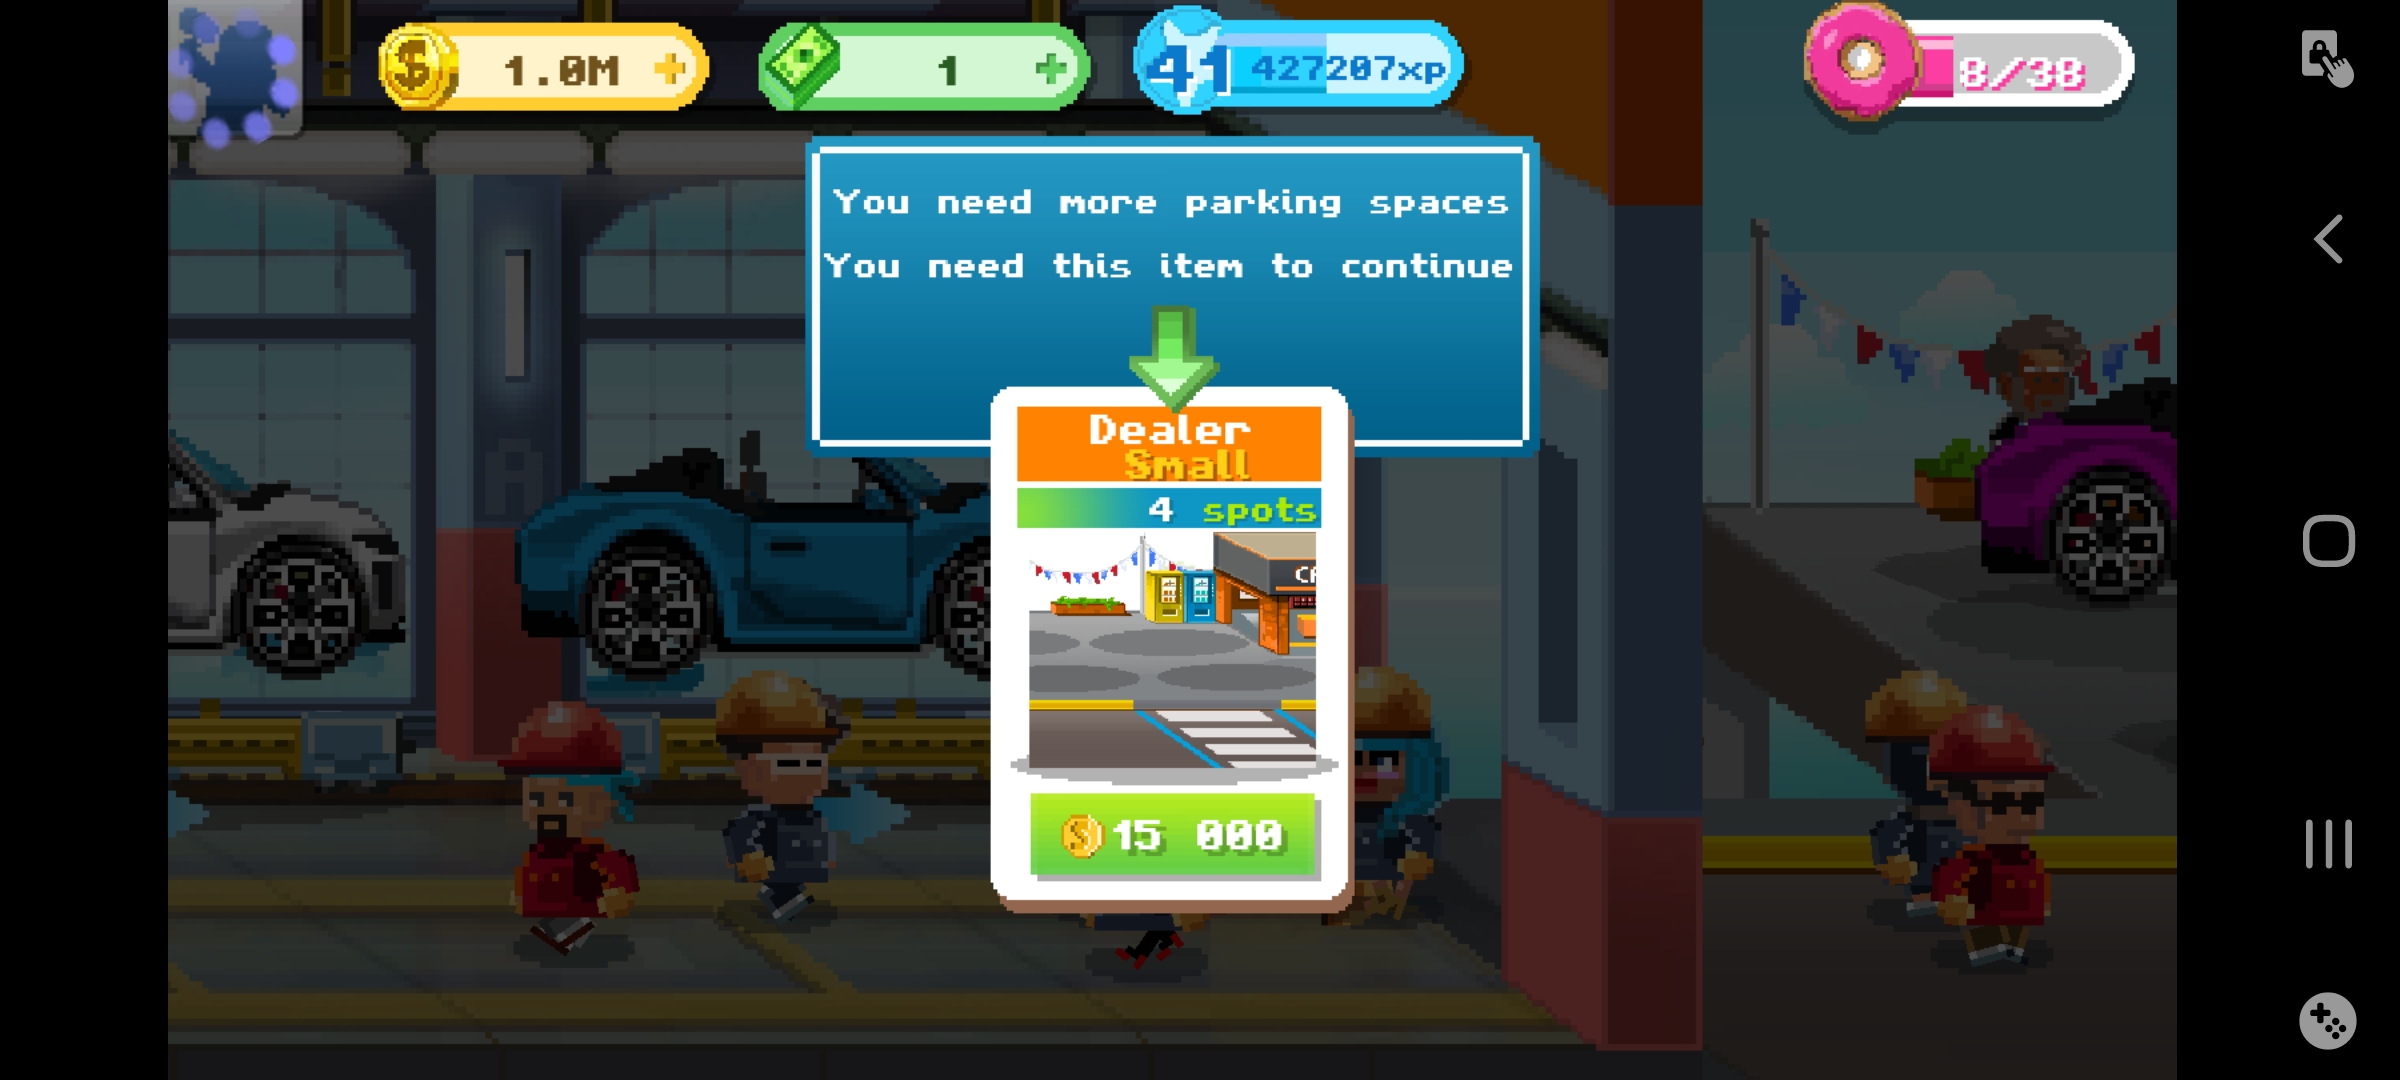 1.0M +
1 +
41 427207xp
8/38
You need more parking spaces
You need this item to continue
Dealer
Small
4 spots
$ 15 000